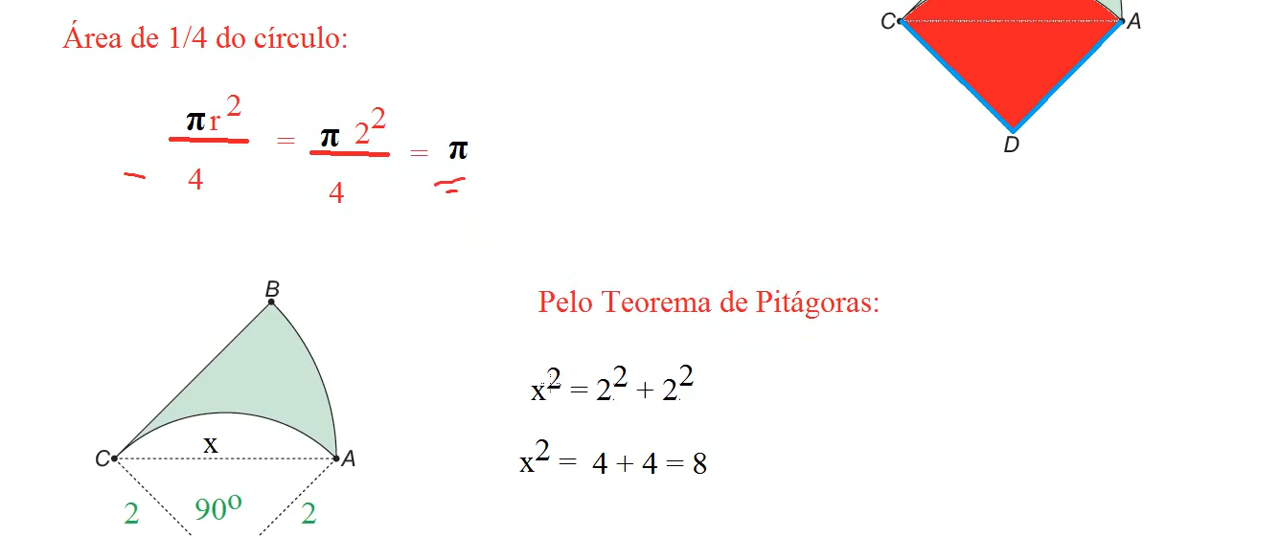 C A
Área de 1/4 do círculo:
D
πr² / 4 = π 2² / 4 = π
B
Pelo Teorema de Pitágoras:
x² = 2² + 2²
x
C A
x² = 4 + 4 = 8
2 90º 2